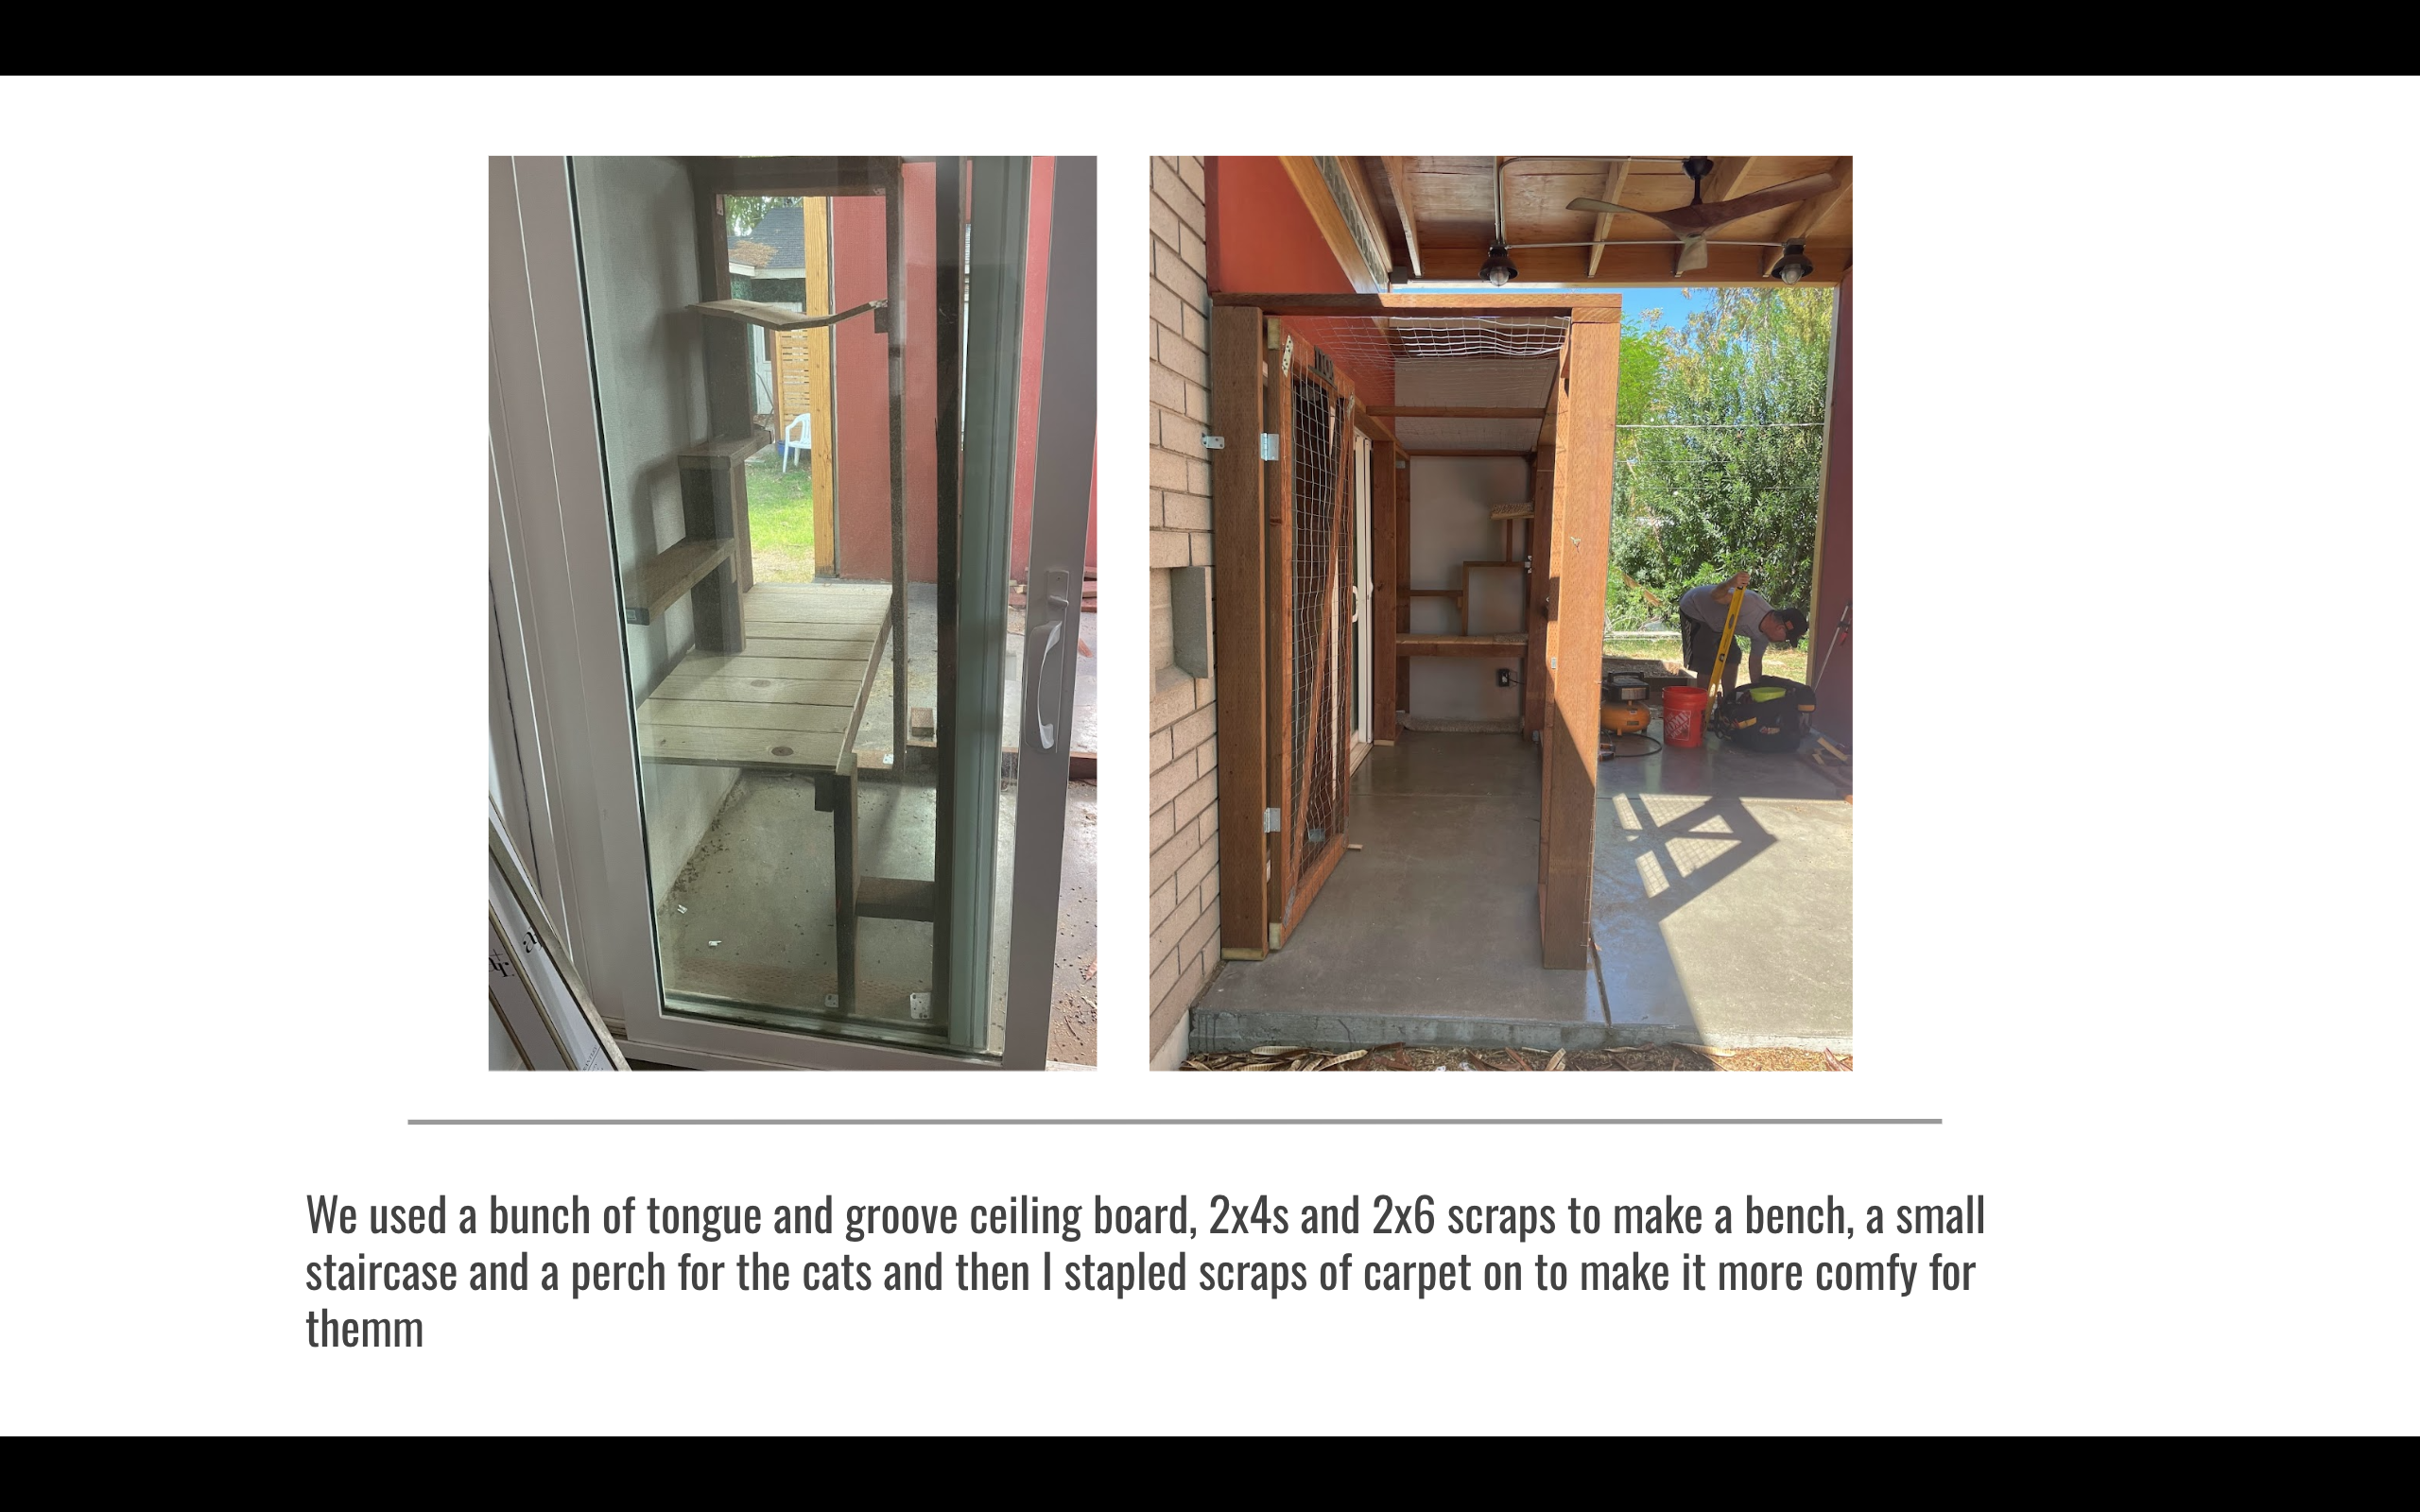 We used a bunch of tongue and groove ceiling board, 2x4s and 2x6 scraps to make a bench, a small
staircase and a perch for the cats and then I stapled scraps of carpet on to make it more comfy for
themm